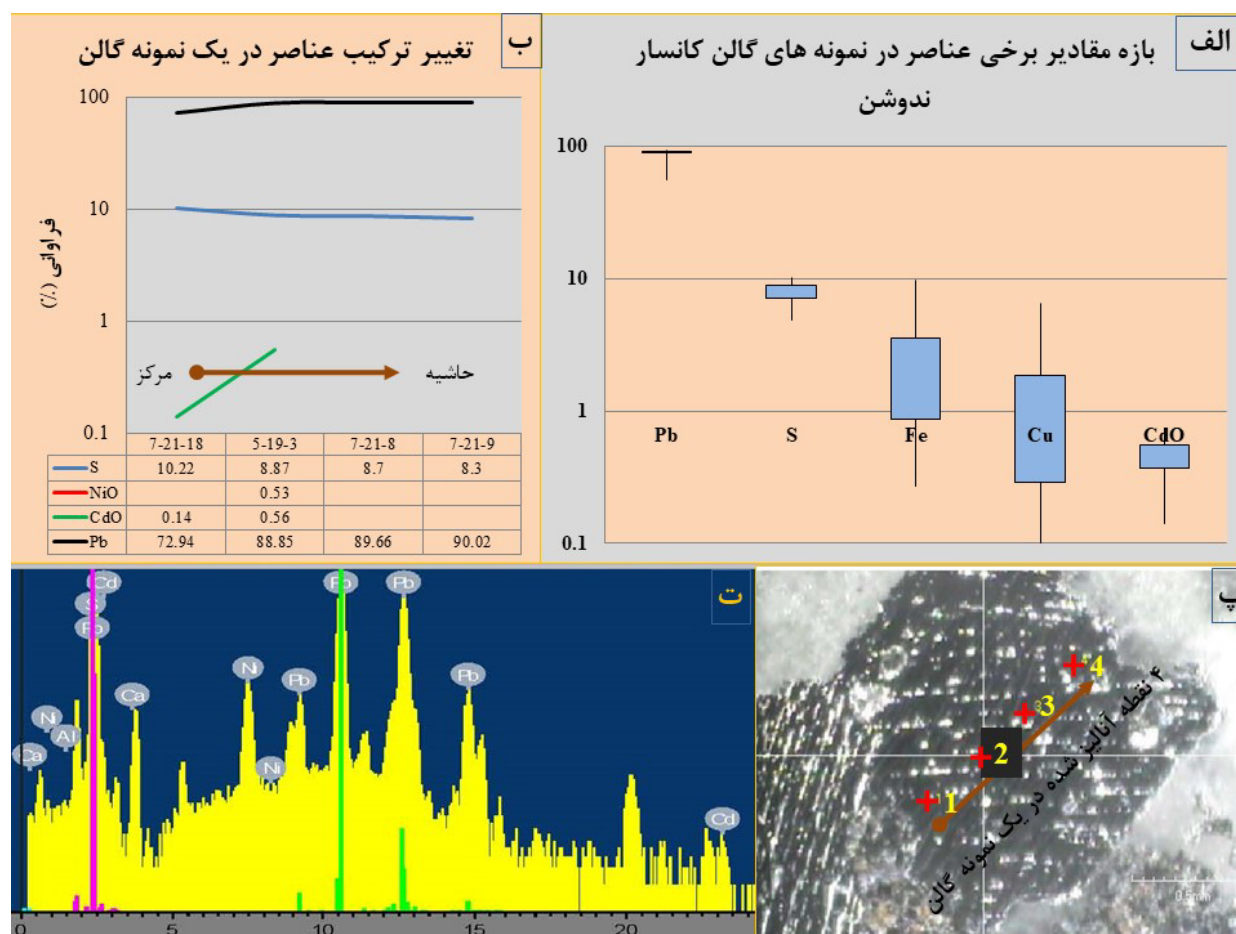 الف
بازه مقادیر برخی عناصر در نمونه های گالن کانسار
ندوشن
100
10
1
0.1
Pb S Fe Cu CdO
ب
تغییر ترکیب عناصر در یک نمونه گالن
فراوانی (٪)
100
10
1
0.1
مرکز
حاشیه
7-21-18 5-19-3 7-21-8 7-21-9
S 10.22 8.87 8.7 8.3
NiO 0.53
CdO 0.14 0.56
Pb 72.94 88.85 89.66 90.02
پ
1
2
3
4
۴ نقطه آنالیز شده در یک نمونه گالن
0.5mm
ت
Cd
S
Pb
Ni
Al
Ca
Ca
Ni
Ni
Pb
Pb
Pb
Pb
Cd
0 5 10 15 20